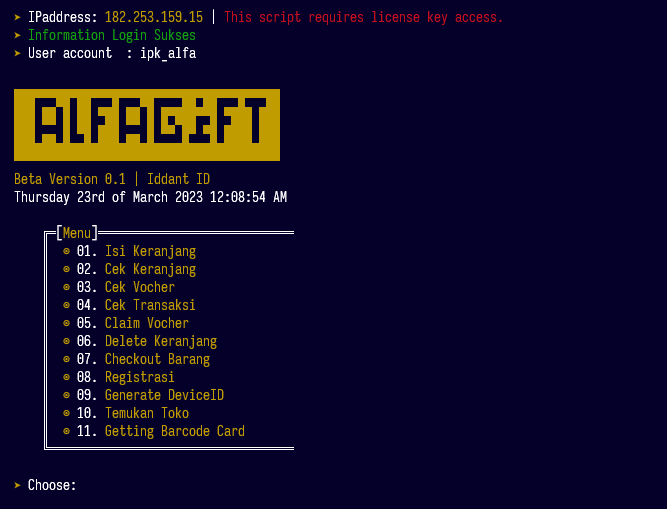 ➤ IPaddress: 182.253.159.15 | This script requires license key access.
➤ Information Login Sukses
➤ User account : ipk_alfa
ALFAGiFT
Beta Version 0.1 | Iddant ID
Thursday 23rd of March 2023 12:08:54 AM
[Menu]
01. Isi Keranjang
02. Cek Keranjang
03. Cek Vocher
04. Cek Transaksi
05. Claim Vocher
06. Delete Keranjang
07. Checkout Barang
08. Registrasi
09. Generate DeviceID
10. Temukan Toko
11. Getting Barcode Card
➤ Choose: